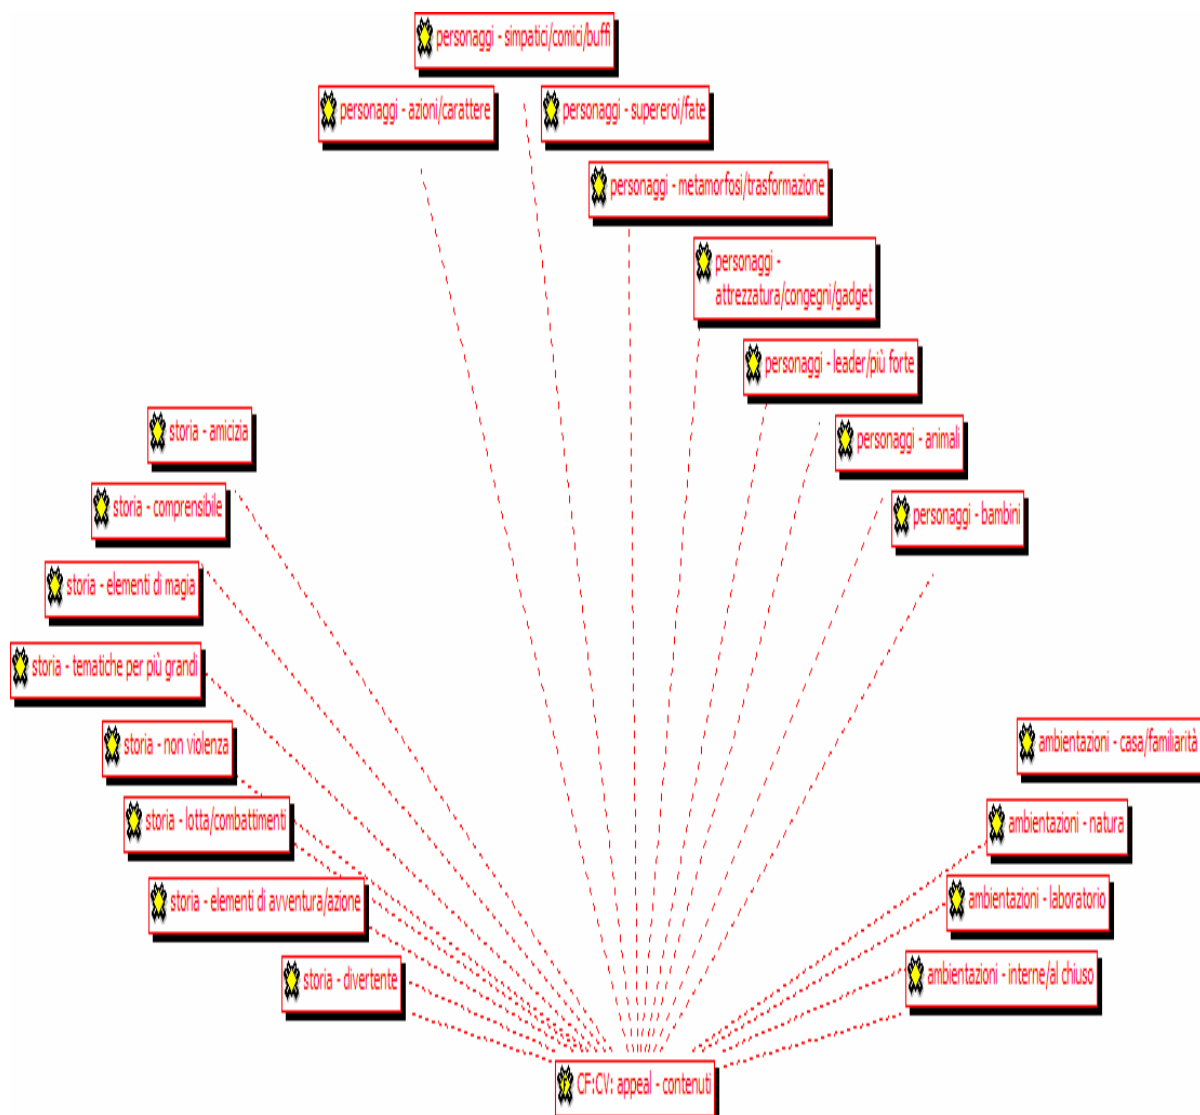 personaggi - simpatici/comici/buffi
personaggi - azioni/carattere
personaggi - supereroi/fate
personaggi - metamorfosi/trasformazione
personaggi -
attrezzatura/congegni/gadget
personaggi - leader/più forte
personaggi - animali
personaggi - bambini
storia - amicizia
storia - comprensibile
storia - elementi di magia
storia - tematiche per più grandi
storia - non violenza
storia - lotta/combattimenti
storia - elementi di avventura/azione
storia - divertente
ambientazioni - casa/familiarità
ambientazioni - natura
ambientazioni - laboratorio
ambientazioni - interne/al chiuso
CF:CV: appeal - contenuti